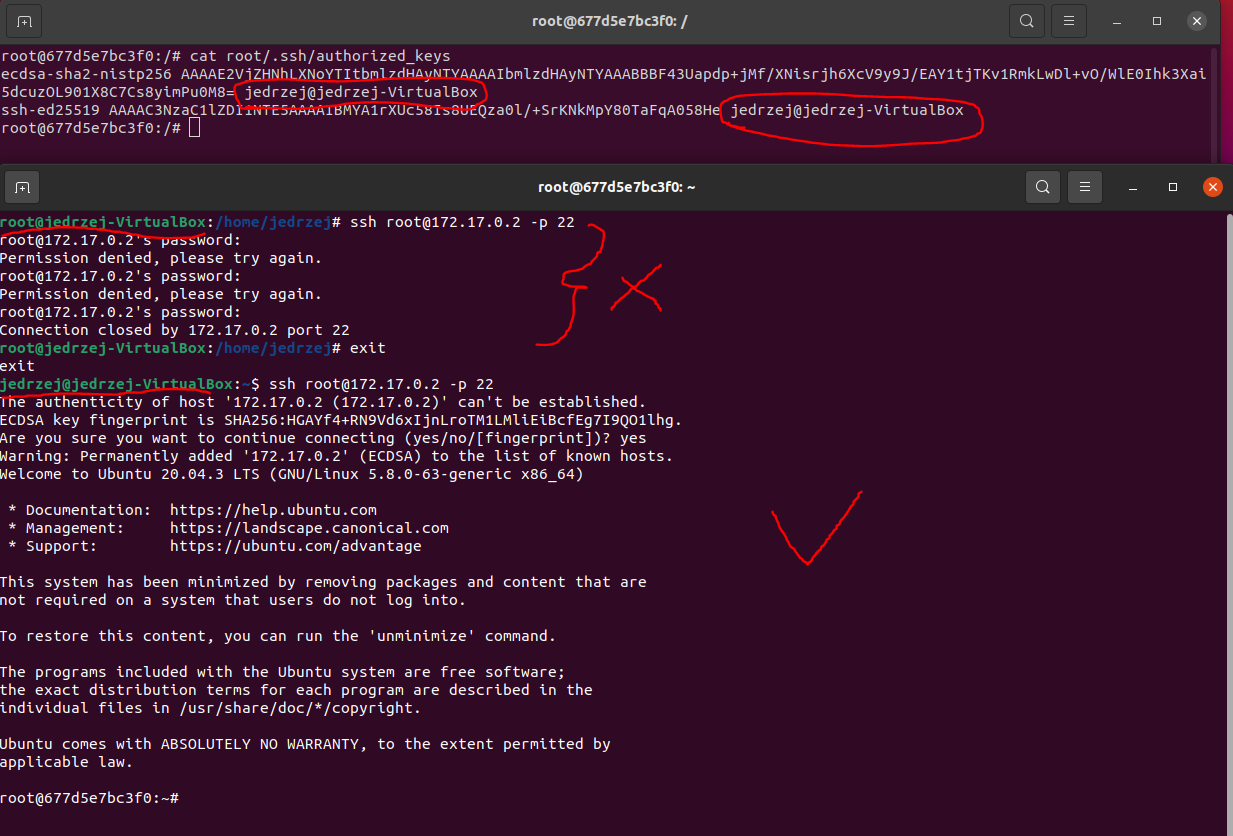 root@677d5e7bc3f0: /
root@677d5e7bc3f0:/# cat root/.ssh/authorized_keys
ecdsa-sha2-nistp256 AAAAE2VjZHNhLXNoYTItbmlzdHAyNTYAAAAIbmlzdHAyNTYAAABBBF43Uapdp+jMf/XNisrjh6XcV9y9J/EAY1tjTKv1RmkLwDl+vO/WlE0Ihk3Xai
5dcuzOL901X8C7Cs8yimPu0M8= jedrzej@jedrzej-VirtualBox
ssh-ed25519 AAAAC3NzaC1lZDI1NTE5AAAAIBMYA1rXUc58Is8UEQza0l/+SrKNkMpY80TaFqA058He jedrzej@jedrzej-VirtualBox
root@677d5e7bc3f0:/#
root@677d5e7bc3f0: ~
root@jedrzej-VirtualBox:/home/jedrzej# ssh root@172.17.0.2 -p 22
root@172.17.0.2's password:
Permission denied, please try again.
root@172.17.0.2's password:
Permission denied, please try again.
root@172.17.0.2's password:
Connection closed by 172.17.0.2 port 22
root@jedrzej-VirtualBox:/home/jedrzej# exit
exit
jedrzej@jedrzej-VirtualBox:~$ ssh root@172.17.0.2 -p 22
The authenticity of host '172.17.0.2 (172.17.0.2)' can't be established.
ECDSA key fingerprint is SHA256:HGAYf4+RN9Vd6xIjnLroTM1LMliEiBcfEg7I9QO1lhg.
Are you sure you want to continue connecting (yes/no/[fingerprint])? yes
Warning: Permanently added '172.17.0.2' (ECDSA) to the list of known hosts.
Welcome to Ubuntu 20.04.3 LTS (GNU/Linux 5.8.0-63-generic x86_64)
* Documentation:  https://help.ubuntu.com
* Management:     https://landscape.canonical.com
* Support:        https://ubuntu.com/advantage
This system has been minimized by removing packages and content that are
not required on a system that users do not log into.
To restore this content, you can run the 'unminimize' command.
The programs included with the Ubuntu system are free software;
the exact distribution terms for each program are described in the
individual files in /usr/share/doc/*/copyright.
Ubuntu comes with ABSOLUTELY NO WARRANTY, to the extent permitted by
applicable law.
root@677d5e7bc3f0:~#